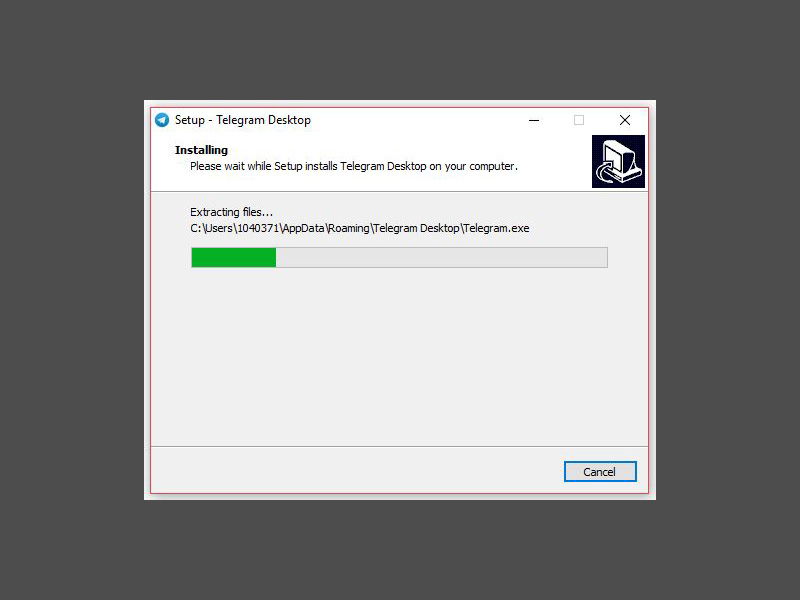 Setup - Telegram Desktop
Installing
Please wait while Setup installs Telegram Desktop on your computer.
Extracting files...
C:\Users\1040371\AppData\Roaming\Telegram Desktop\Telegram.exe
Cancel